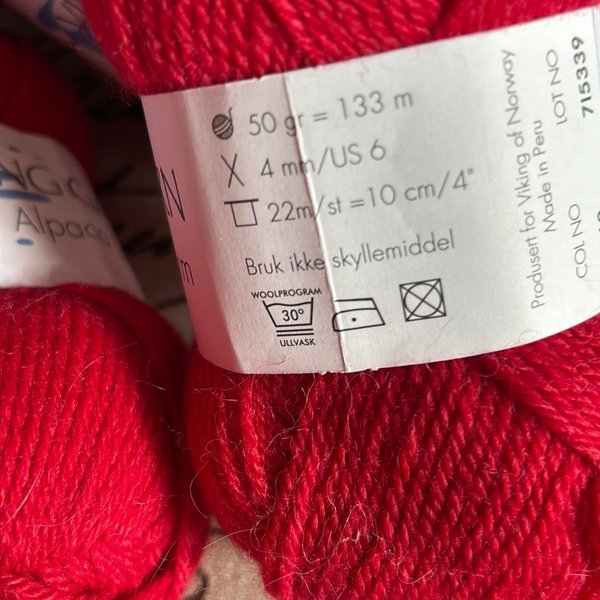 50 gr = 133 m
4 mm/US 6
22m/st = 10 cm/4"
Bruk ikke skyllemiddel
WOOLPROGRAM
30°
ULLVASK
Produsert for Viking of Norway
Made in Peru
COL NO
LOT NO
715339
Alpaca